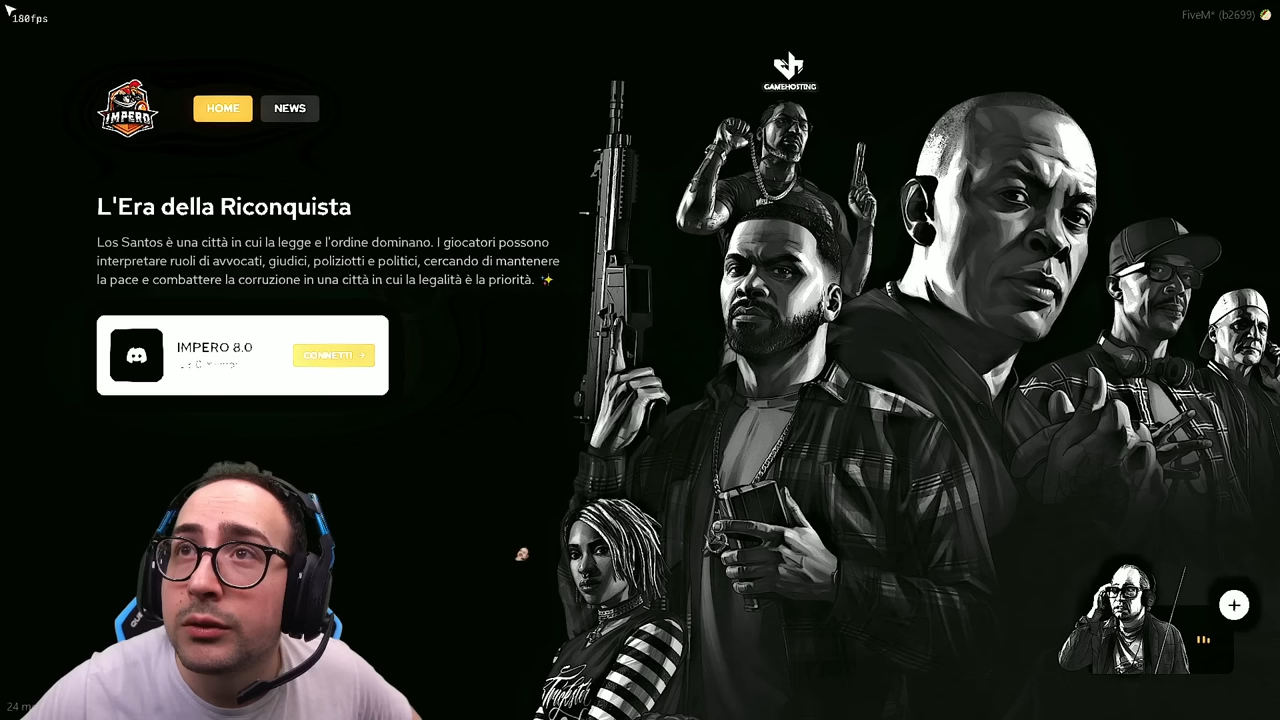 180fps
FiveM* (b2699)
GAMEHOSTING
IMPERO
HOME
NEWS
L'Era della Riconquista
Los Santos è una città in cui la legge e l'ordine dominano. I giocatori possono
interpretare ruoli di avvocati, giudici, poliziotti e politici, cercando di mantenere
la pace e combattere la corruzione in una città in cui la legalità è la priorità. ✨
IMPERO 8.0
CONNETTI →
24 m